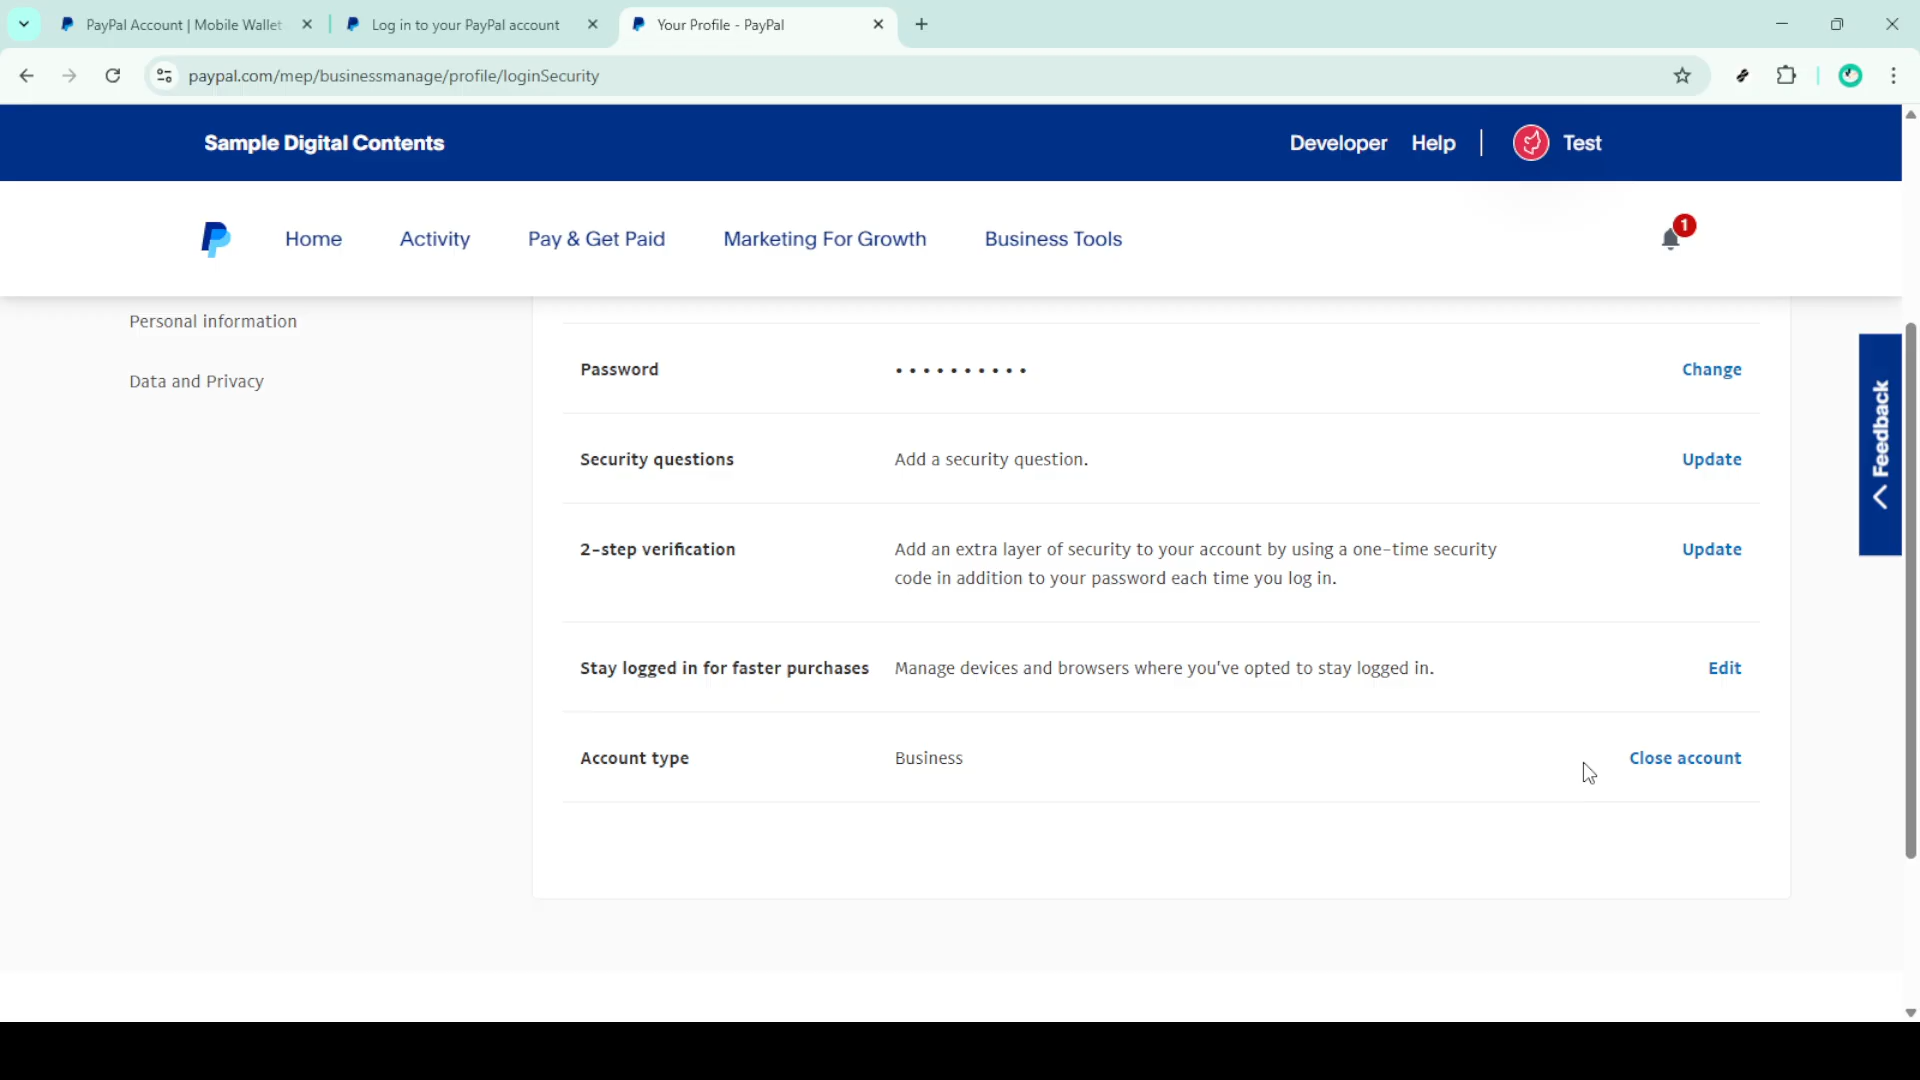 PayPal Account | Mobile Wallet
Log in to your PayPal account
Your Profile - PayPal
paypal.com/mep/businessmanage/profile/loginSecurity
Sample Digital Contents
Developer Help | Test
Home Activity Pay & Get Paid Marketing For Growth Business Tools
1
Personal information
Data and Privacy
Password •••••••••• Change
Security questions Add a security question. Update
2-step verification Add an extra layer of security to your account by using a one-time security Update
code in addition to your password each time you log in.
Stay logged in for faster purchases Manage devices and browsers where you've opted to stay logged in. Edit
Account type Business Close account
Feedback